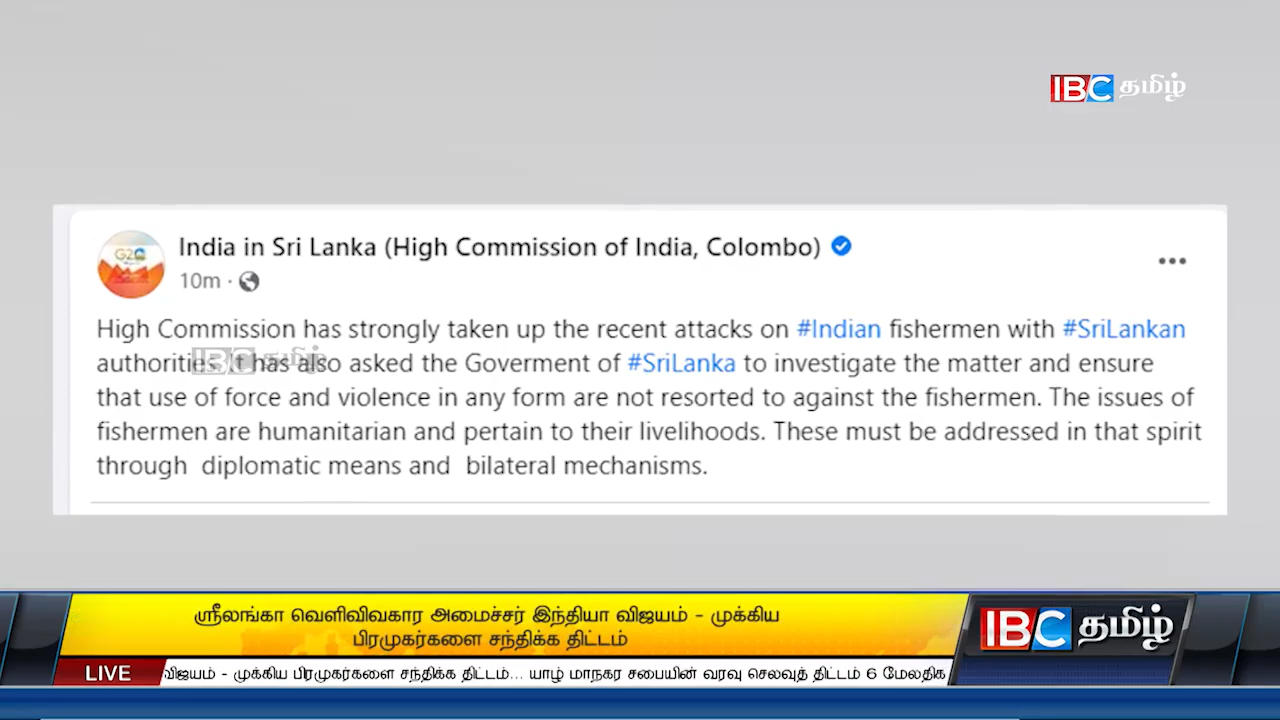 IBC தமிழ்
G20
India in Sri Lanka (High Commission of India, Colombo)
10m ·
High Commission has strongly taken up the recent attacks on #Indian fishermen with #SriLankan
authorities. It has also asked the Goverment of #SriLanka to investigate the matter and ensure
that use of force and violence in any form are not resorted to against the fishermen. The issues of
fishermen are humanitarian and pertain to their livelihoods. These must be addressed in that spirit
through diplomatic means and bilateral mechanisms.
IBC தமிழ்
ஸ்ரீலங்கா வெளிவிவகார அமைச்சர் இந்தியா விஜயம் - முக்கிய
பிரமுகர்களை சந்திக்க திட்டம்
IBC தமிழ்
LIVE
விஜயம் - முக்கிய பிரமுகர்களை சந்திக்க திட்டம்... யாழ் மாநகர சபையின் வரவு செலவுத் திட்டம் 6 மேலதிக